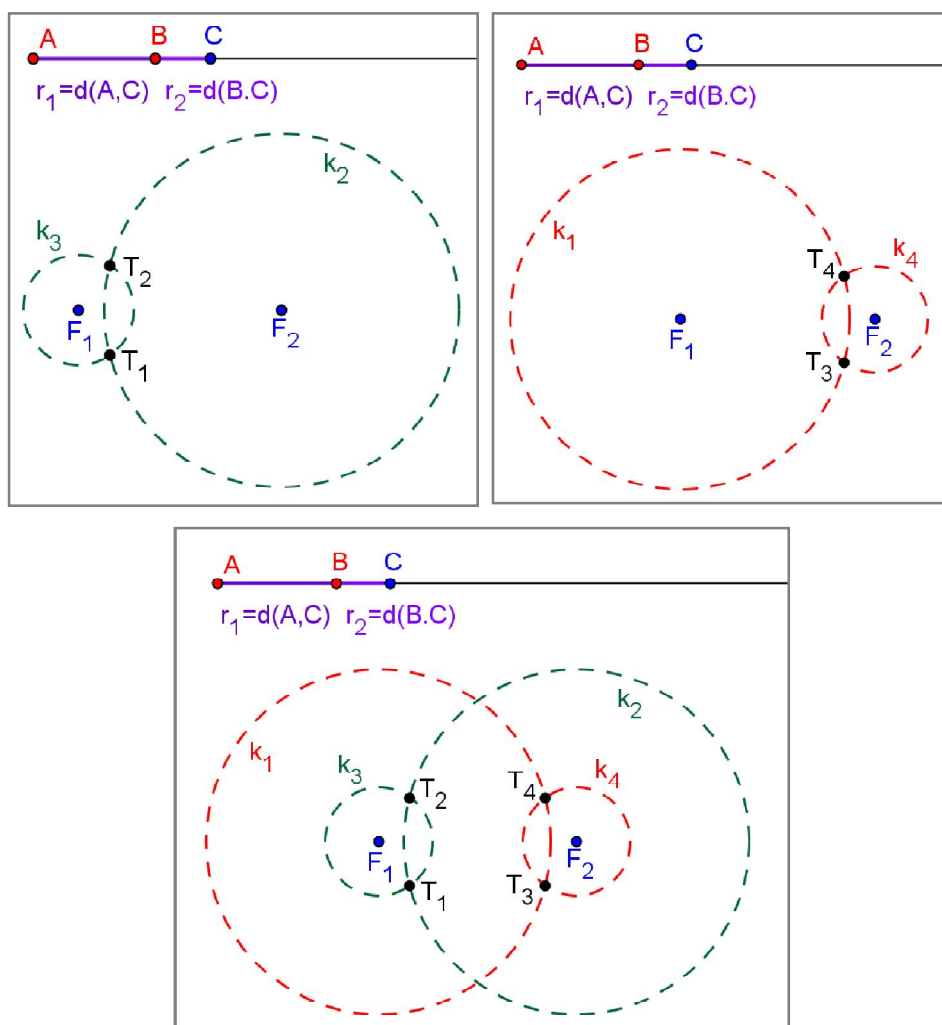 A B C
r₁=d(A,C) r₂=d(B.C)
k₂
k₃
T₂
F₁ F₂
T₁
A B C
r₁=d(A,C) r₂=d(B.C)
k₁
T₄ k₄
F₁ F₂
T₃
A B C
r₁=d(A,C) r₂=d(B.C)
k₂
k₁
k₃ k₄
T₂ T₄
F₁ F₂
T₁ T₃